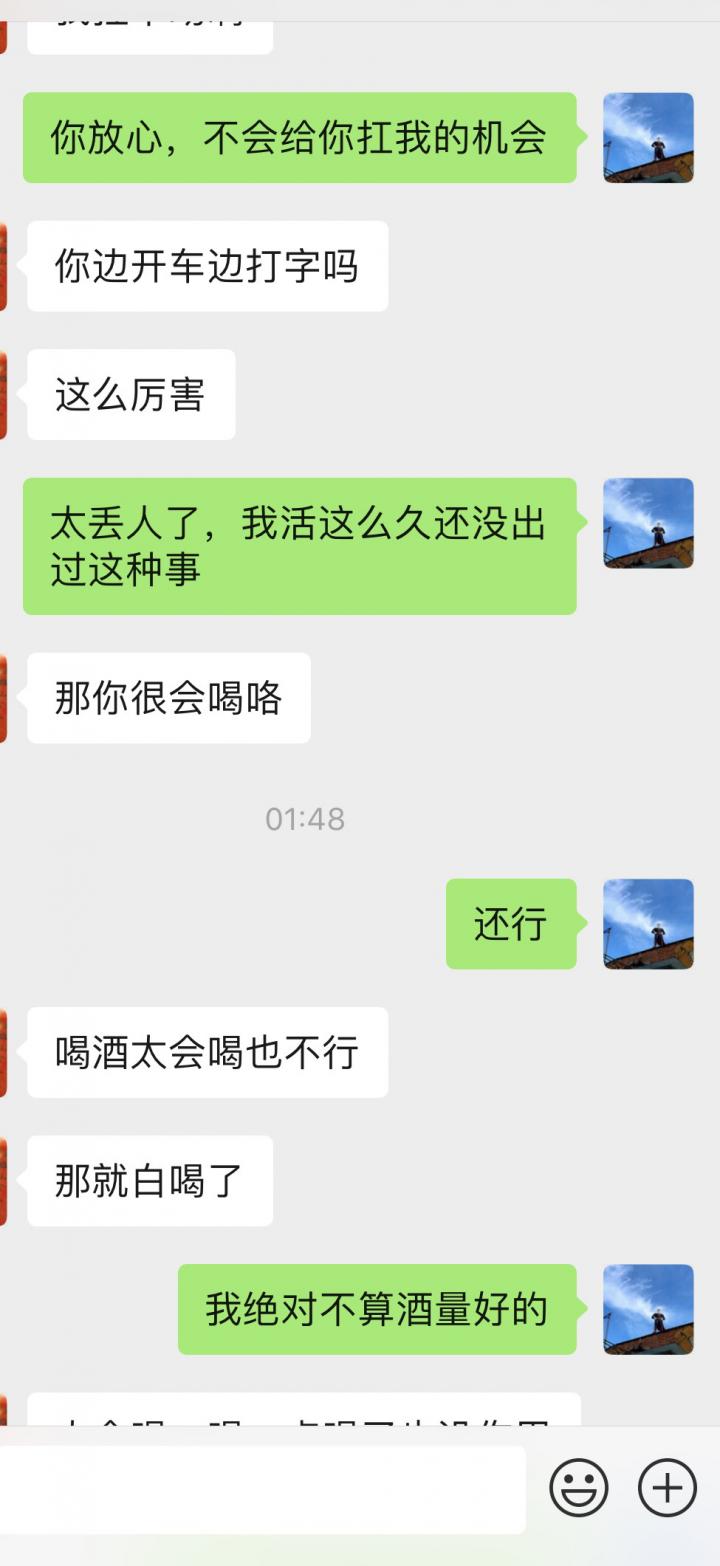 你放心，不会给你扛我的机会
你边开车边打字吗
这么厉害
太丢人了，我活这么久还没出
过这种事
那你很会喝咯
01:48
还行
喝酒太会喝也不行
那就白喝了
我绝对不算酒量好的